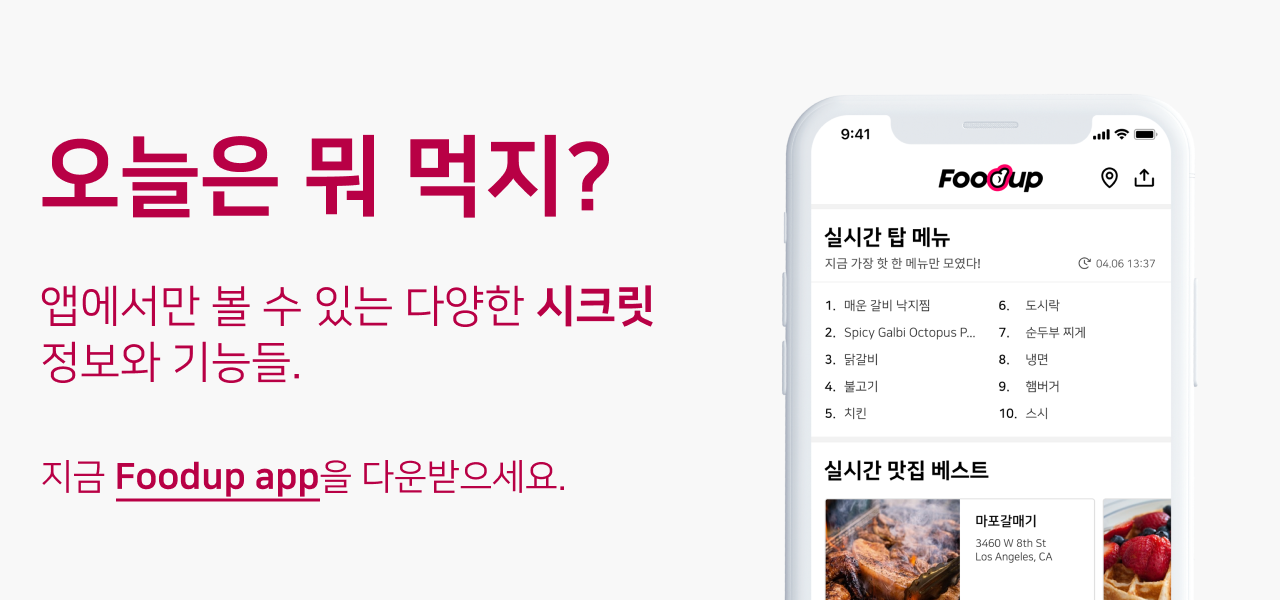 오늘은 뭐 먹지?
앱에서만 볼 수 있는 다양한 시크릿
정보와 기능들.
지금 Foodup app을 다운받으세요.
9:41
Foodup
실시간 탑 메뉴
지금 가장 핫 한 메뉴만 모였다!
04.06 13:37
1. 매운 갈비 낙지찜
2. Spicy Galbi Octopus P...
3. 닭갈비
4. 불고기
5. 치킨
6. 도시락
7. 순두부 찌게
8. 냉면
9. 햄버거
10. 스시
실시간 맛집 베스트
마포갈매기
3460 W 8th St
Los Angeles, CA